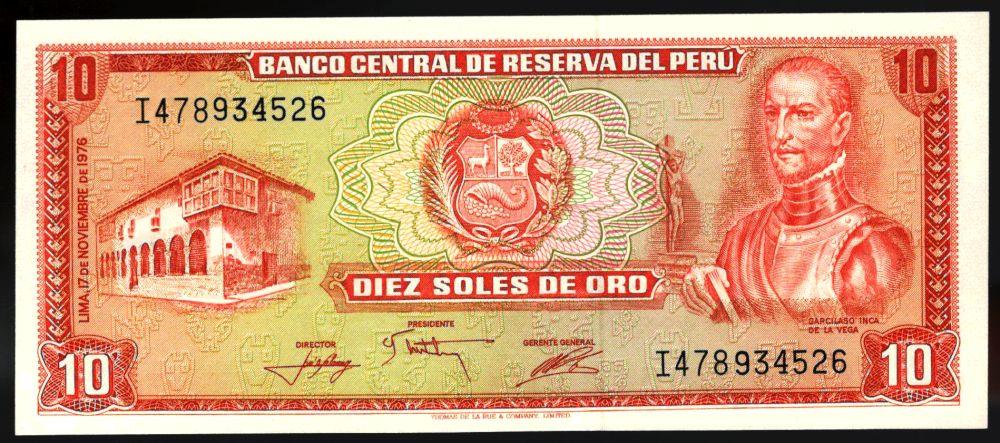 10 BANCO CENTRAL DE RESERVA DEL PERÚ 10
I478934526
LIMA, 17 DE NOVIEMBRE DE 1976
DIEZ SOLES DE ORO
GARCILASO INCA
DE LA VEGA
PRESIDENTE
DIRECTOR
GERENTE GENERAL
I478934526
10 10
THOMAS DE LA RUE & COMPANY, LIMITED.